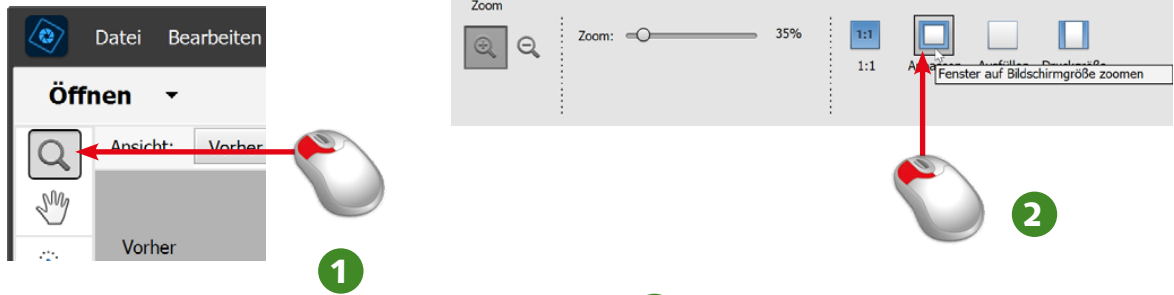 Datei Bearbeiten
Öffnen
Ansicht: Vorher
Vorher
1
Zoom
Zoom: 35%
1:1
1:1
Fenster auf Bildschirmgröße zoomen
2